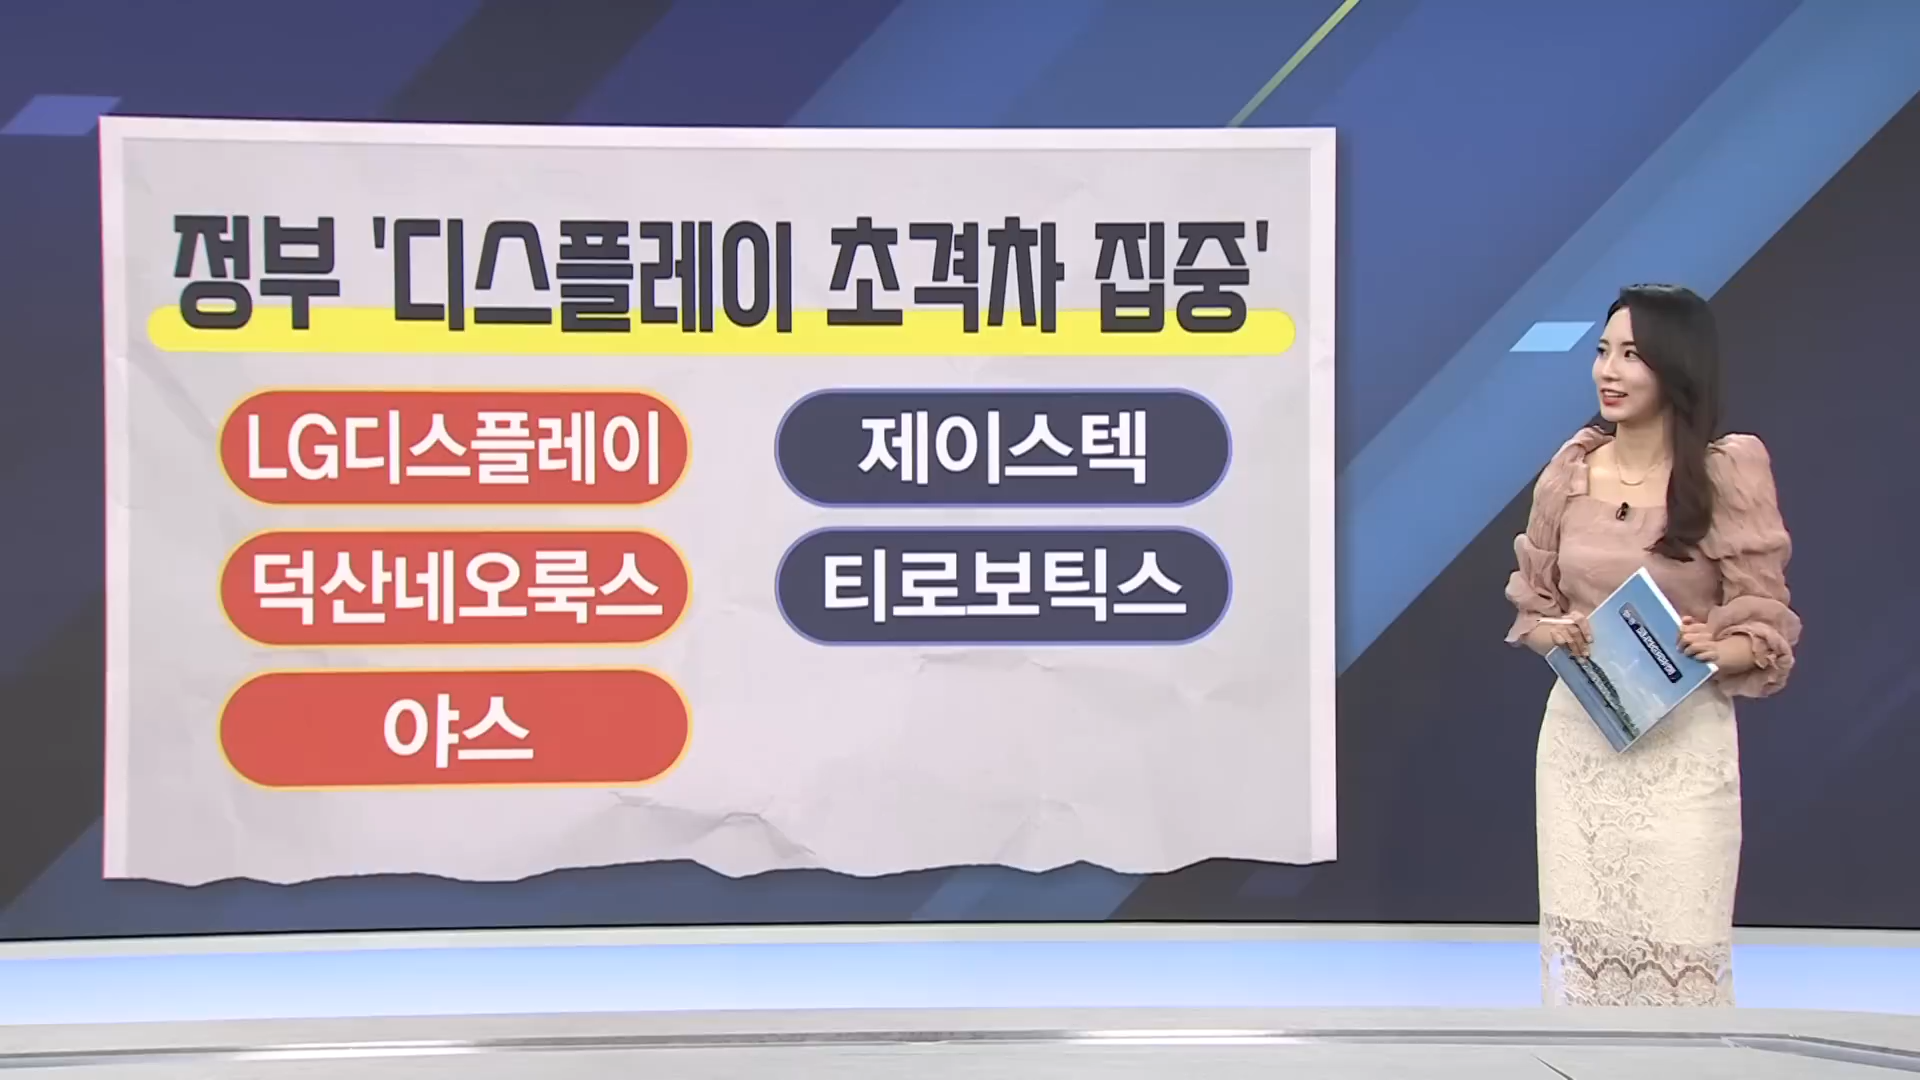 정부 '디스플레이 초격차 집중'
LG디스플레이
제이스텍
덕산네오룩스
티로보틱스
야스